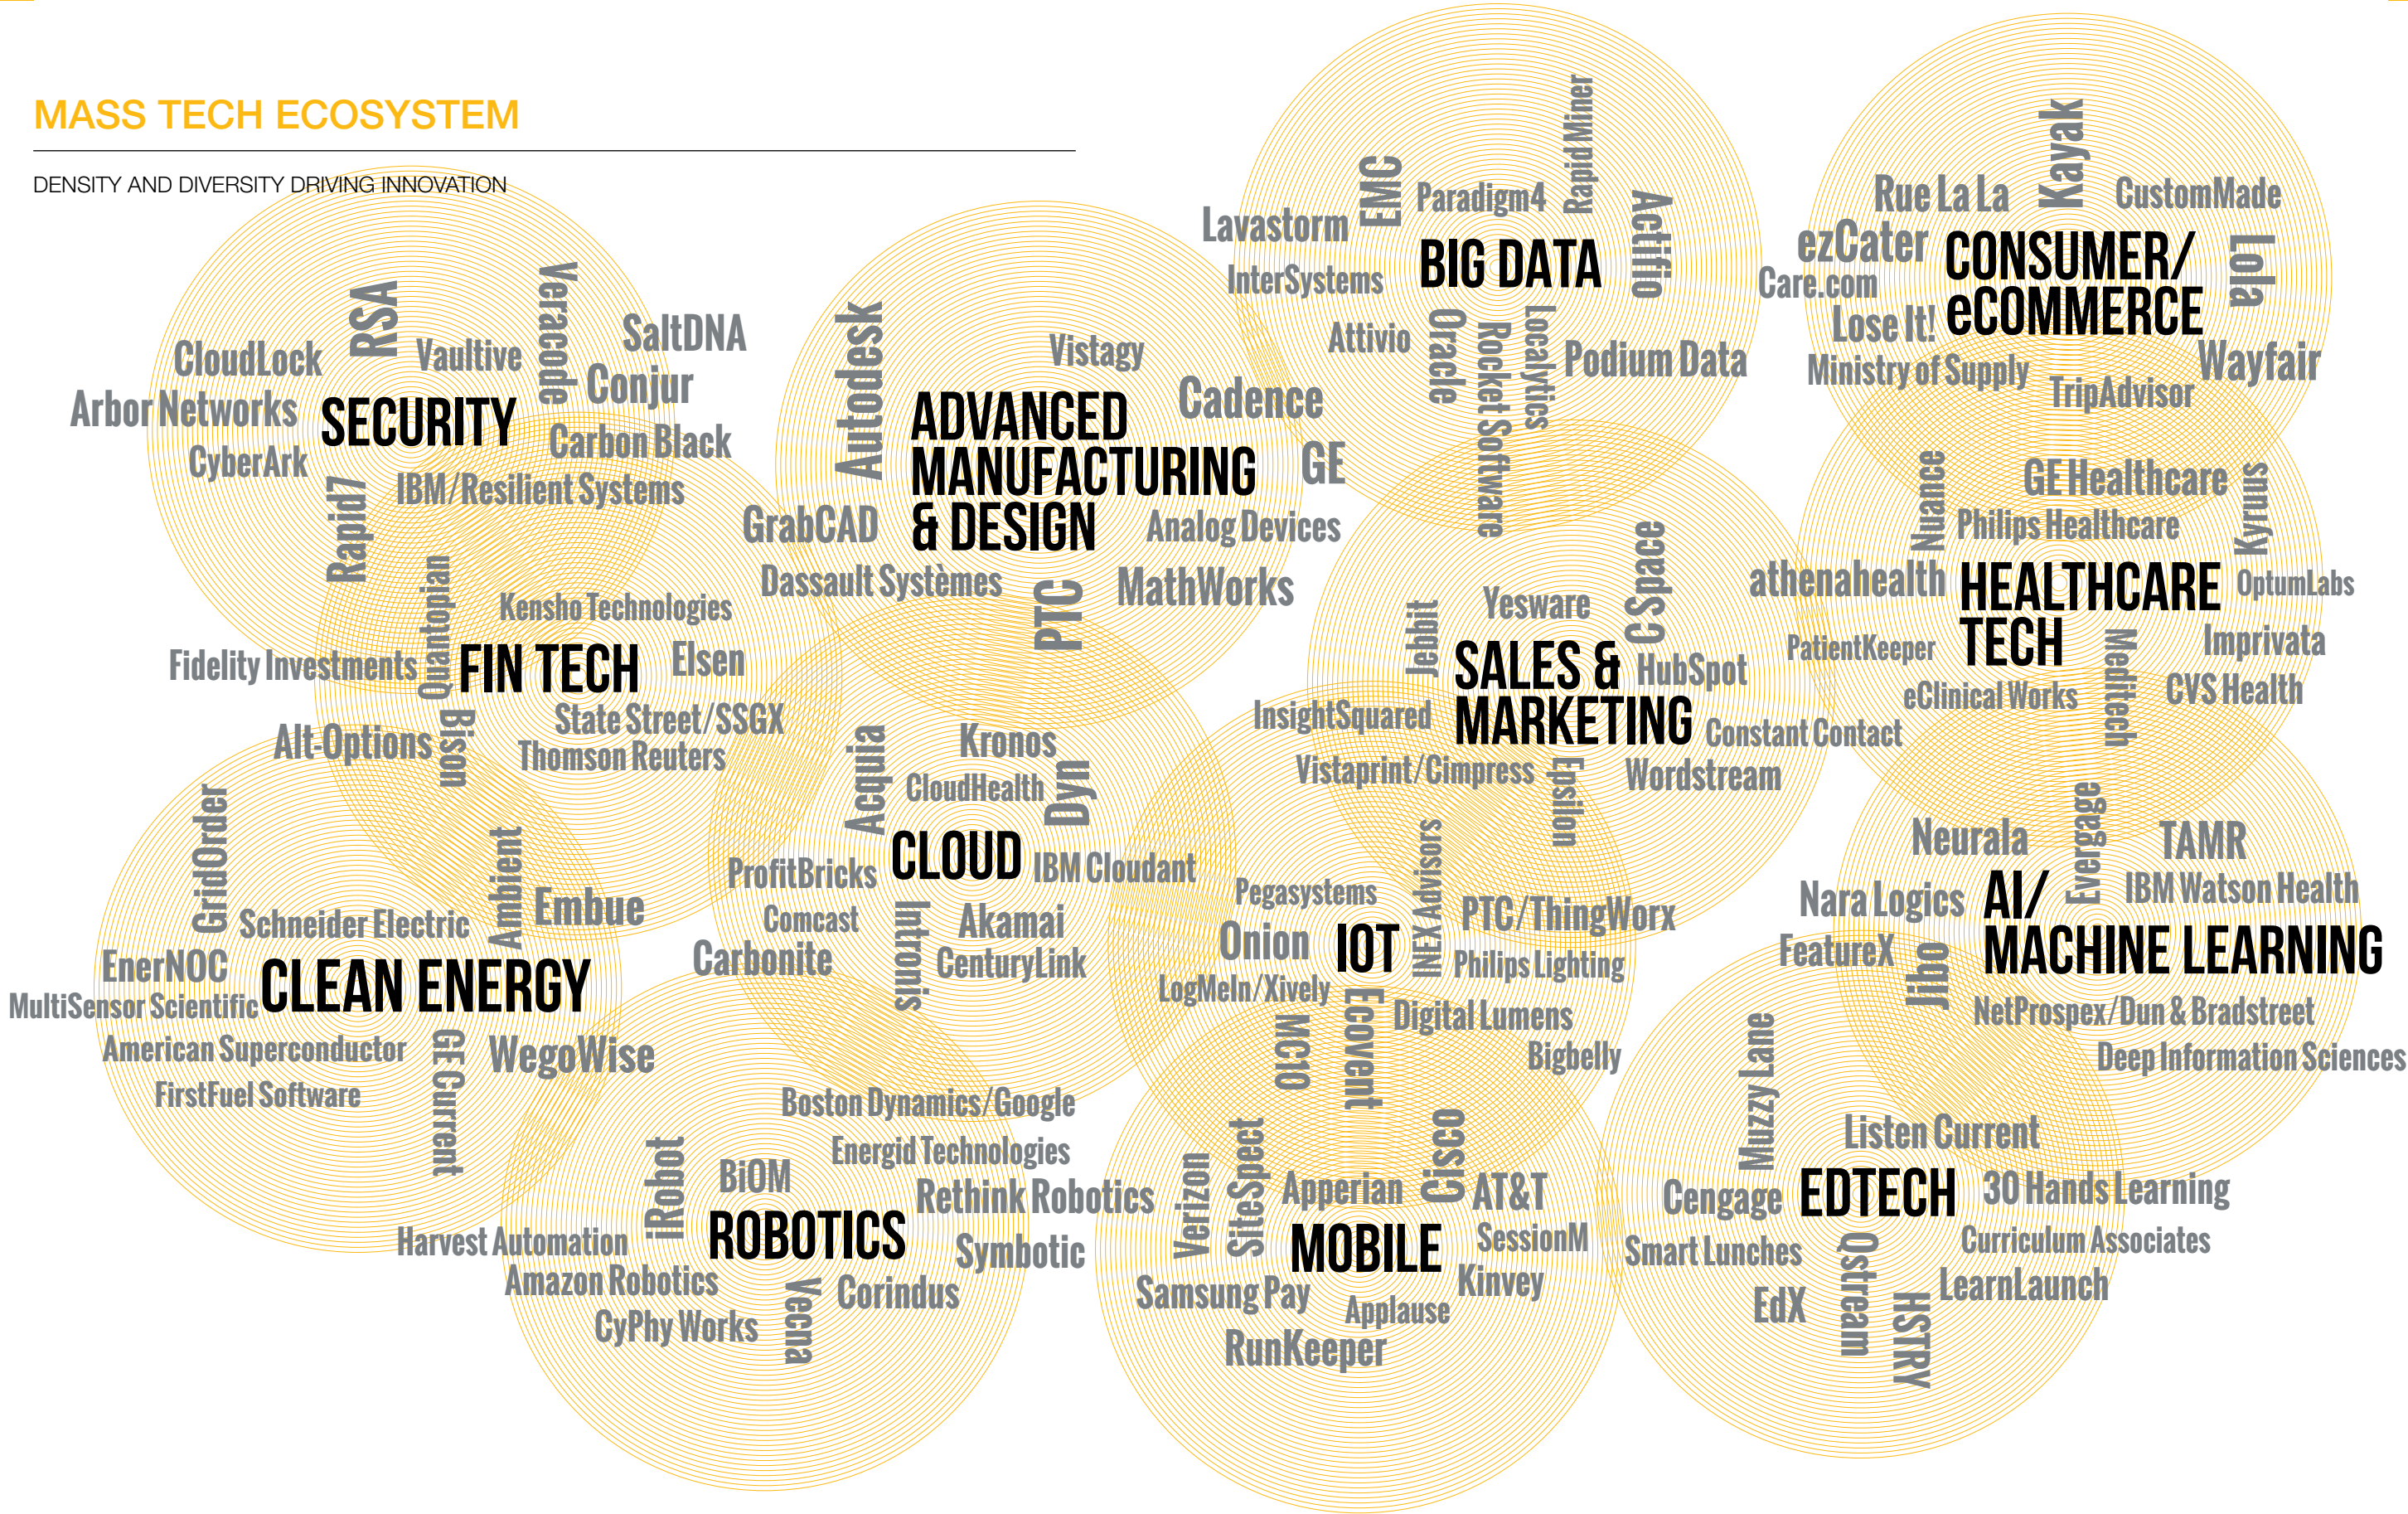 MASS TECH ECOSYSTEM
DENSITY AND DIVERSITY DRIVING INNOVATION
RSA
Veracode
SaltDNA
CloudLock
Vaultive
Conjur
Arbor Networks
SECURITY
Carbon Black
CyberArk
IBM/Resilient Systems
Rapid7
Quantopian
Kensho Technologies
Fidelity Investments
FIN TECH
Elsen
State Street/SSGX
Alt-Options
Bison
Thomson Reuters
GridOrder
Ambient
Embue
Schneider Electric
EnerNOC
CLEAN ENERGY
MultiSensor Scientific
American Superconductor
GE Current
WegoWise
FirstFuel Software
Autodesk
Vistagy
Cadence
ADVANCED
MANUFACTURING
& DESIGN
GE
GrabCAD
Analog Devices
Dassault Systèmes
PTC
MathWorks
Acquia
Kronos
CloudHealth
Dyn
CLOUD
ProfitBricks
IBM Cloudant
Comcast
Intronis
Akamai
Carbonite
CenturyLink
Boston Dynamics/Google
Energid Technologies
iRobot
BiOM
Rethink Robotics
Harvest Automation
ROBOTICS
Symbotic
Amazon Robotics
Vecna
Corindus
CyPhy Works
RapidMiner
EMC
Paradigm4
Actifio
Lavastorm
BIG DATA
InterSystems
Attivio
Oracle
Rocket Software
Localytics
Podium Data
CSpace
Yesware
Jebbit
SALES &
MARKETING
HubSpot
InsightSquared
Constant Contact
Vistaprint/Cimpress
Epsilon
Wordstream
INEX Advisors
Pegasystems
PTC/ThingWorx
Onion
IOT
Philips Lighting
LogMeIn/Xively
MC10
Ecovent
Digital Lumens
Bigbelly
Cisco
SiteSpect
Verizon
Apperian
AT&T
MOBILE
SessionM
Samsung Pay
Applause
Kinvey
RunKeeper
Kayak
Rue La La
CustomMade
ezCater
CONSUMER/
eCOMMERCE
Lola
Care.com
Lose It!
Ministry of Supply
TripAdvisor
Wayfair
Nuance
GE Healthcare
Kyruus
Philips Healthcare
athenahealth
HEALTHCARE
TECH
OptumLabs
PatientKeeper
Meditech
Imprivata
eClinical Works
CVS Health
Evergage
Neurala
TAMR
Nara Logics
AI/
MACHINE LEARNING
IBM Watson Health
FeatureX
Jibo
NetProspex/Dun & Bradstreet
Deep Information Sciences
Muzzy Lane
Listen Current
Cengage
EDTECH
30 Hands Learning
Smart Lunches
Curriculum Associates
Qstream
LearnLaunch
EdX
HSTRY